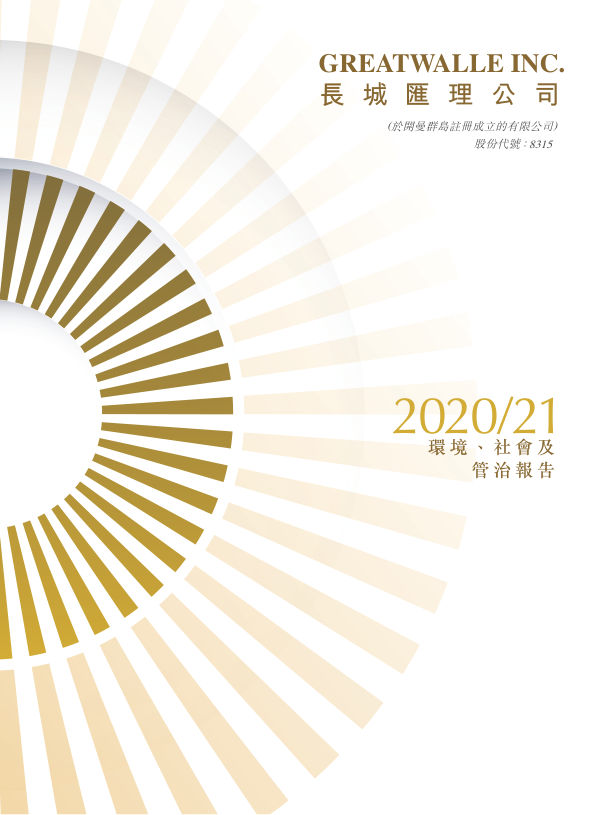 GREATWALLE INC.
長城匯理公司
(於開曼群島註冊成立的有限公司)
股份代號：8315
2020/21
環境、社會及
管治報告